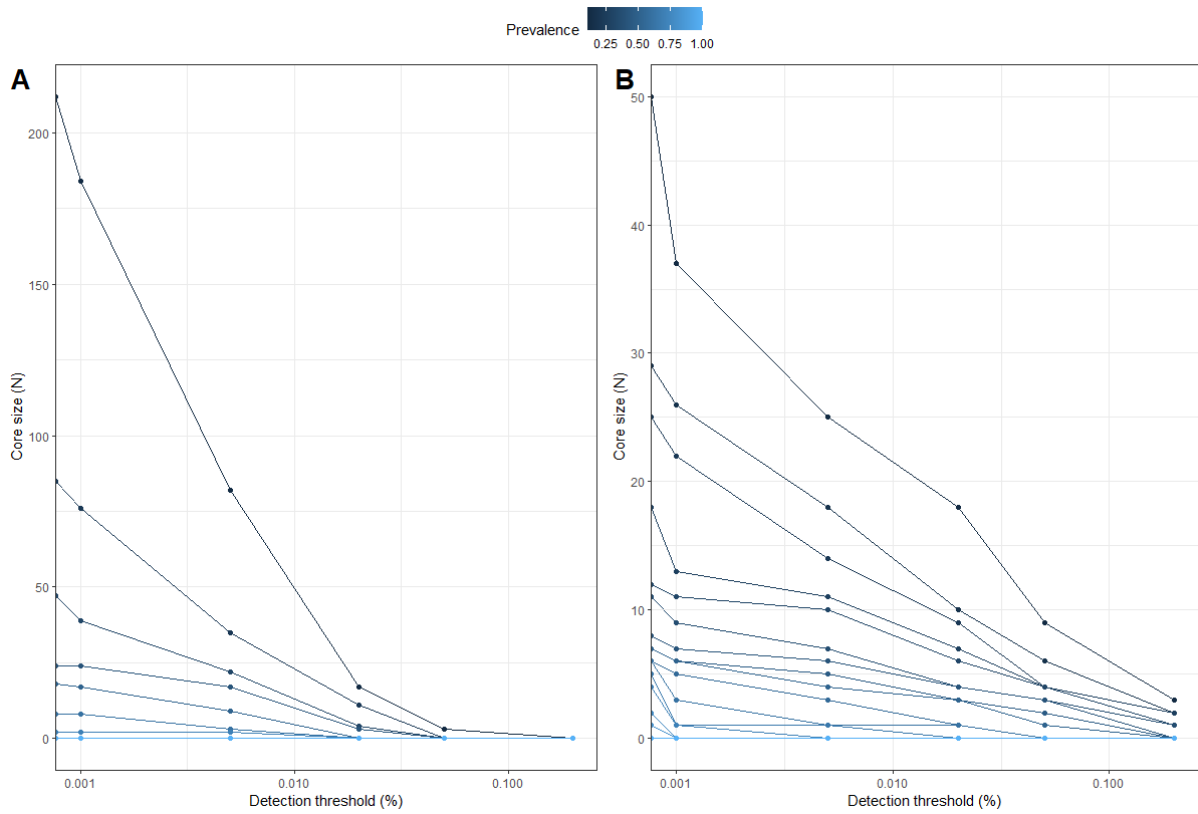 Prevalence
0.25 0.50 0.75 1.00
A
B
Core size (N)
200
150
100
50
0
0.001 0.010 0.100
Detection threshold (%)
Core size (N)
50
40
30
20
10
0
0.001 0.010 0.100
Detection threshold (%)